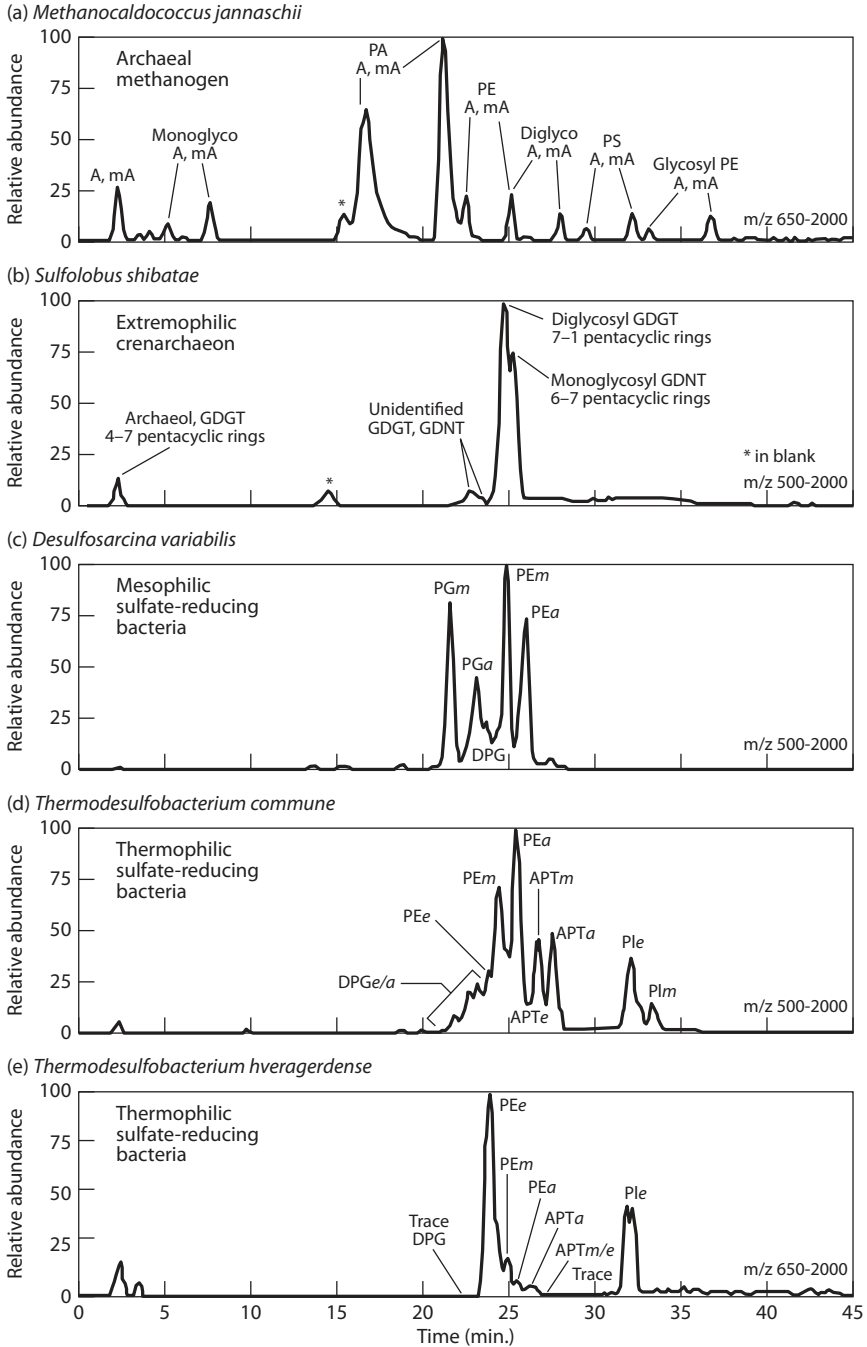 (a) Methanocaldococcus jannaschii
Relative abundance
100
75
50
25
0
Archaeal
methanogen
A, mA
Monoglyco
A, mA
*
PA
A, mA
PE
A, mA
Diglyco
A, mA
PS
A, mA
Glycosyl PE
A, mA
m/z 650-2000
(b) Sulfolobus shibatae
Relative abundance
100
75
50
25
0
Extremophilic
crenarchaeon
Archaeol, GDGT
4–7 pentacyclic rings
*
Unidentified
GDGT, GDNT
Diglycosyl GDGT
7–1 pentacyclic rings
Monoglycosyl GDNT
6–7 pentacyclic rings
* in blank
m/z 500-2000
(c) Desulfosarcina variabilis
Relative abundance
100
75
50
25
0
Mesophilic
sulfate-reducing
bacteria
PGm
PGa
DPG
PEm
PEa
m/z 500-2000
(d) Thermodesulfobacterium commune
Relative abundance
100
75
50
25
0
Thermophilic
sulfate-reducing
bacteria
DPGe/a
PEe
PEm
PEa
APTm
APTa
APTe
Ple
Plm
m/z 500-2000
(e) Thermodesulfobacterium hveragerdense
Relative abundance
100
75
50
25
0
Thermophilic
sulfate-reducing
bacteria
Trace
DPG
PEe
PEm
PEa
APTa
APTm/e
Trace
Ple
m/z 650-2000
0 5 10 15 20 25 30 35 40 45
Time (min.)